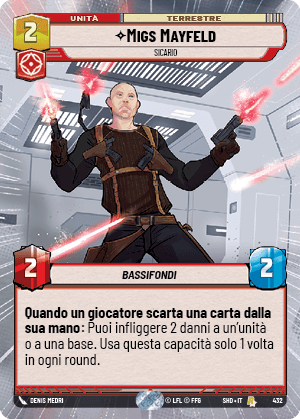 UNITÀ TERRESTRE
2 MIGS MAYFELD
SICARIO
2 BASSIFONDI 2
Quando un giocatore scarta una carta dalla
sua mano: Puoi infliggere 2 danni a un'unità
o a una base. Usa questa capacità solo 1 volta
in ogni round.
DENIS MEDRI © LFL © FFG SHD • IT 432